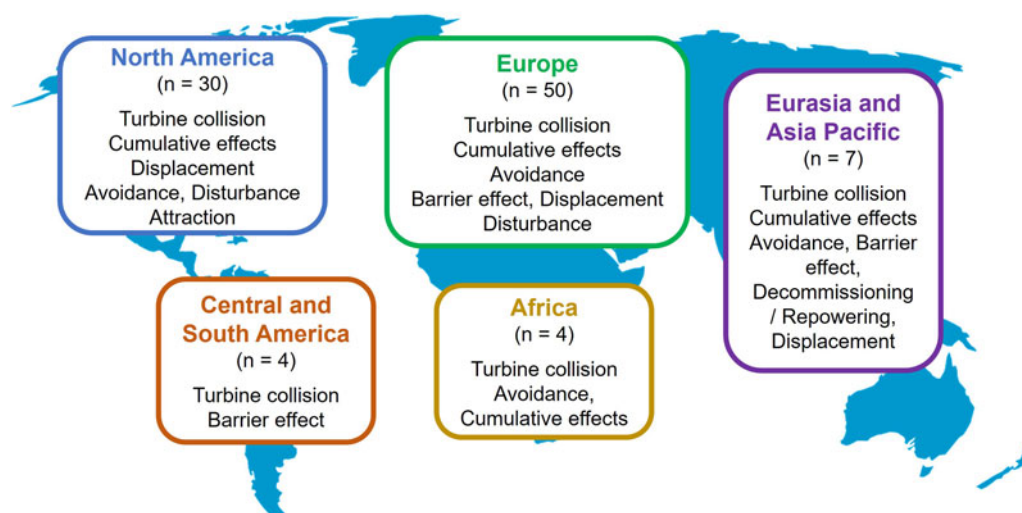 North America
(n = 30)
Turbine collision
Cumulative effects
Displacement
Avoidance, Disturbance
Attraction
Europe
(n = 50)
Turbine collision
Cumulative effects
Avoidance
Barrier effect, Displacement
Disturbance
Eurasia and
Asia Pacific
(n = 7)
Turbine collision
Cumulative effects
Avoidance, Barrier
effect,
Decommissioning
/ Repowering,
Displacement
Central and
South America
(n = 4)
Turbine collision
Barrier effect
Africa
(n = 4)
Turbine collision
Avoidance,
Cumulative effects